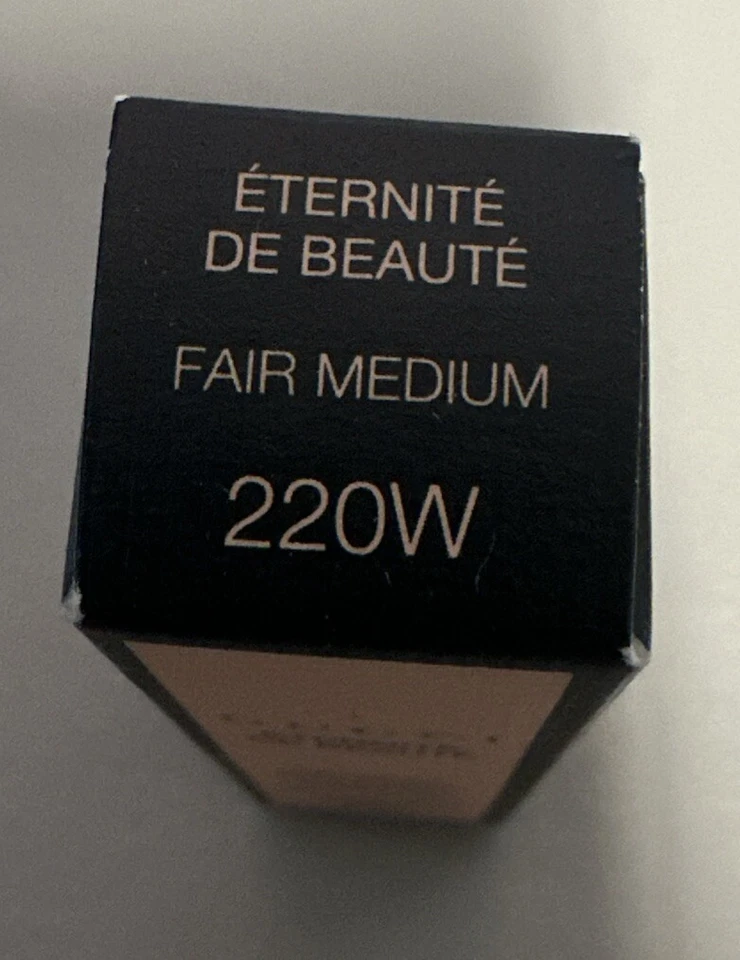 ÉTERNITÉ
DE BEAUTÉ
FAIR MEDIUM
220W